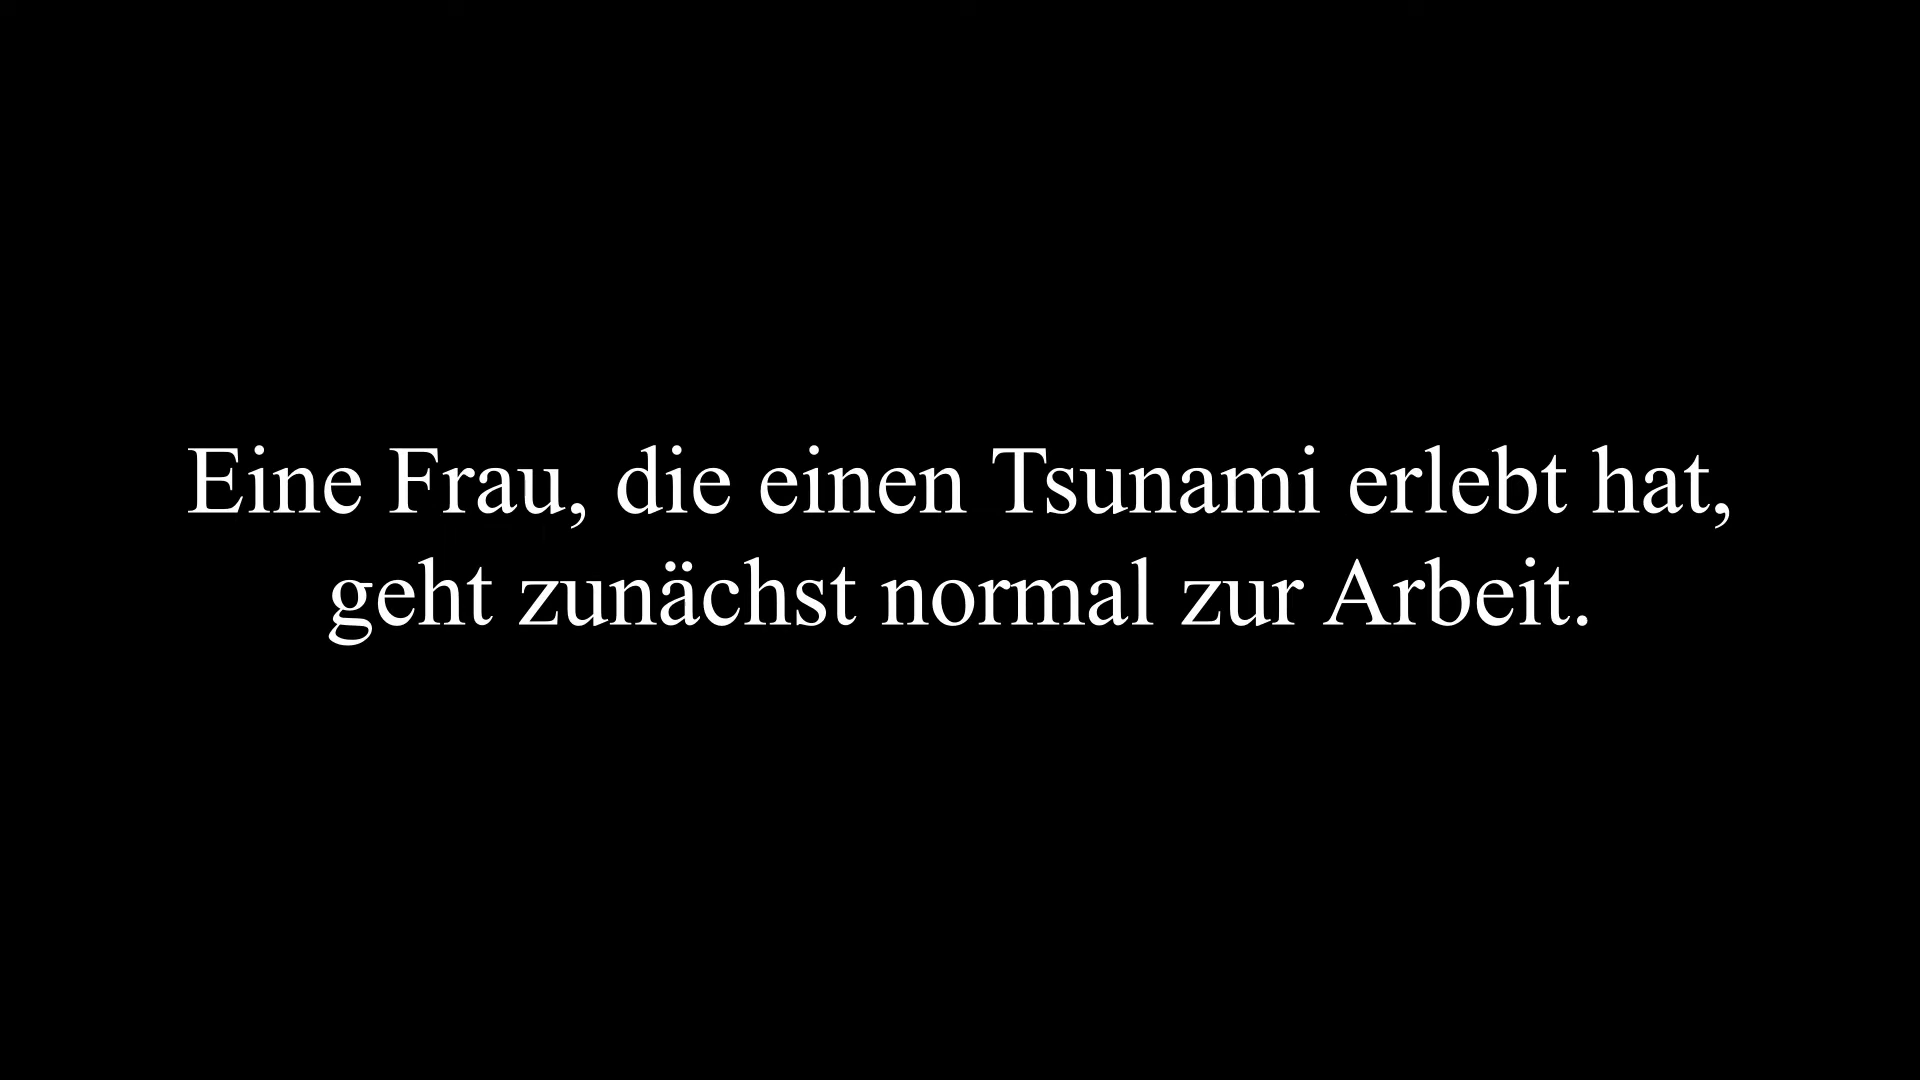 Eine Frau, die einen Tsunami erlebt hat,
geht zunächst normal zur Arbeit.